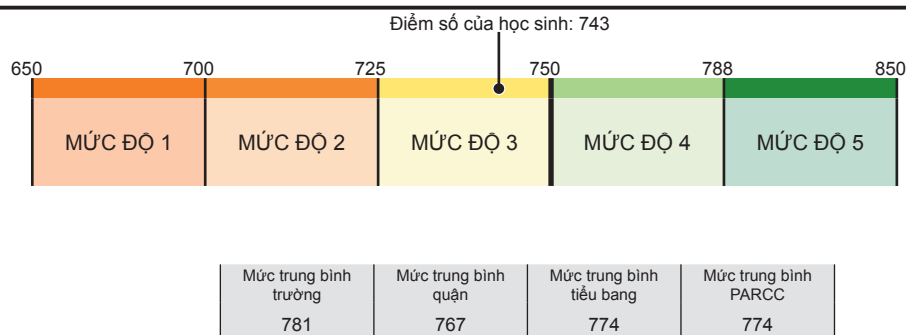 Điểm số của học sinh: 743
650 700 725 750 788 850
MỨC ĐỘ 1 MỨC ĐỘ 2 MỨC ĐỘ 3 MỨC ĐỘ 4 MỨC ĐỘ 5
Mức trung bình Mức trung bình Mức trung bình Mức trung bình
trường quận tiểu bang PARCC
781 767 774 774